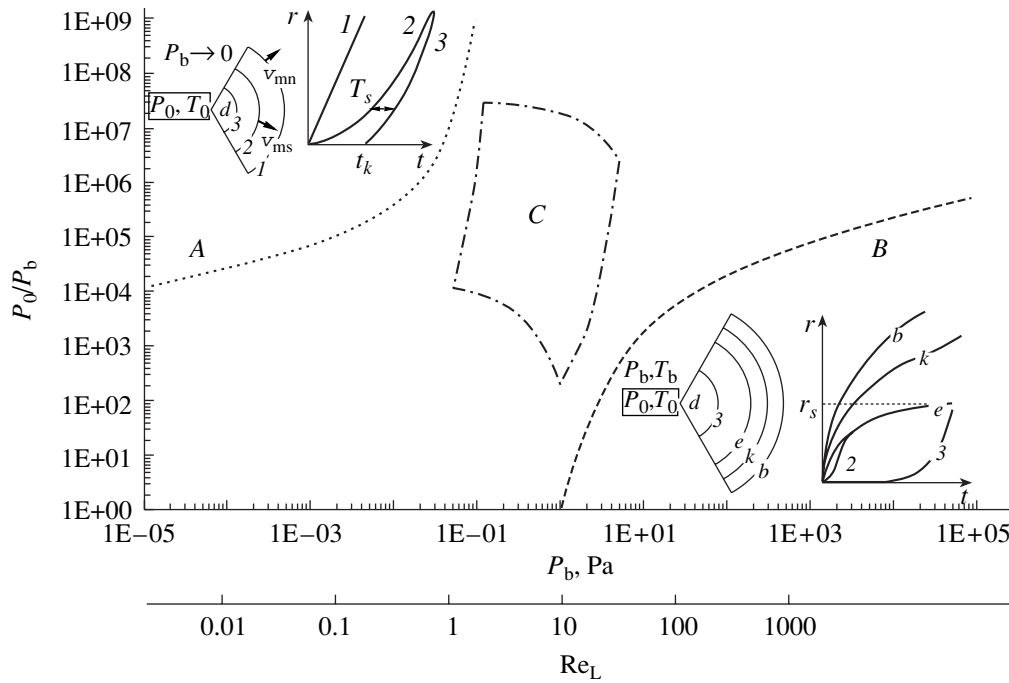 1E+09
1E+08
1E+07
1E+06
1E+05
1E+04
1E+03
1E+02
1E+01
1E+00
P0/Pb
Pb → 0
P0, T0
d
3
2
1
vmn
vms
r
1
2
3
Ts
tk
t
A
C
B
Pb,Tb
P0,T0
d
3
e
k
b
r
b
k
rs
e
2
3
t
1E–05
1E–03
1E–01
1E+01
1E+03
1E+05
Pb, Pa
0.01
0.1
1
10
100
1000
ReL